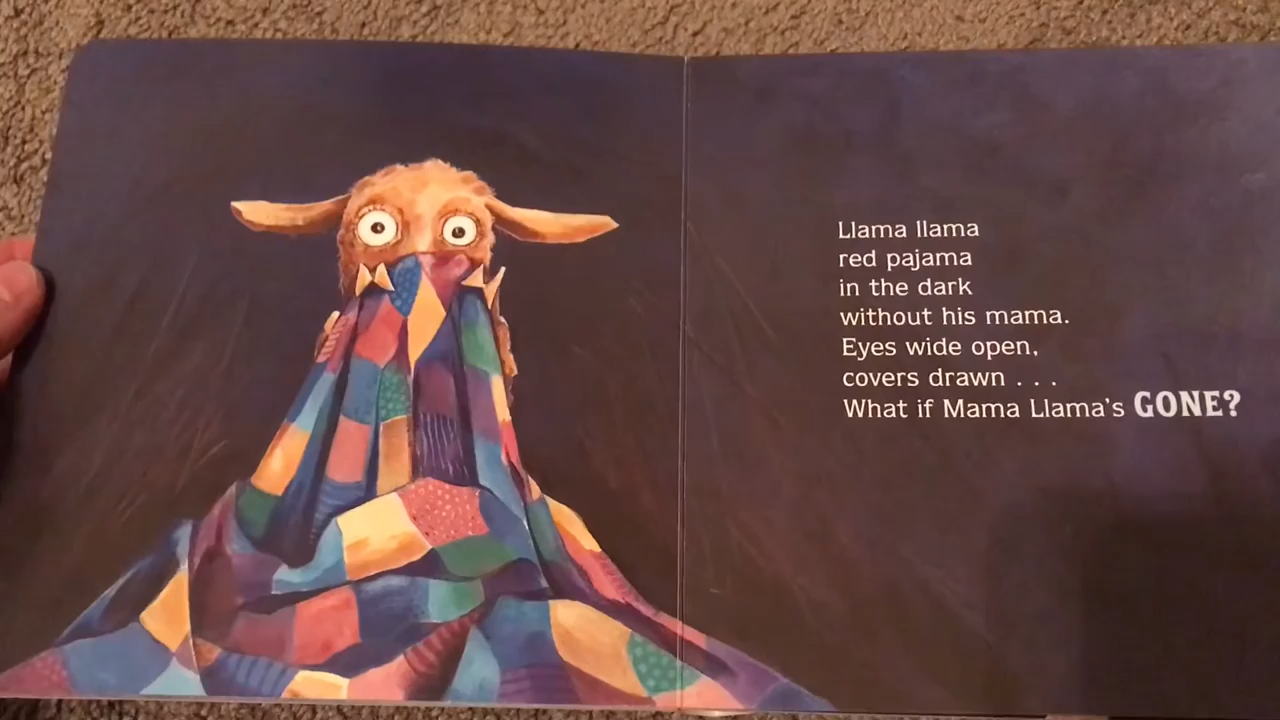 Llama llama
red pajama
in the dark
without his mama.
Eyes wide open,
covers drawn . . .
What if Mama Llama's GONE?